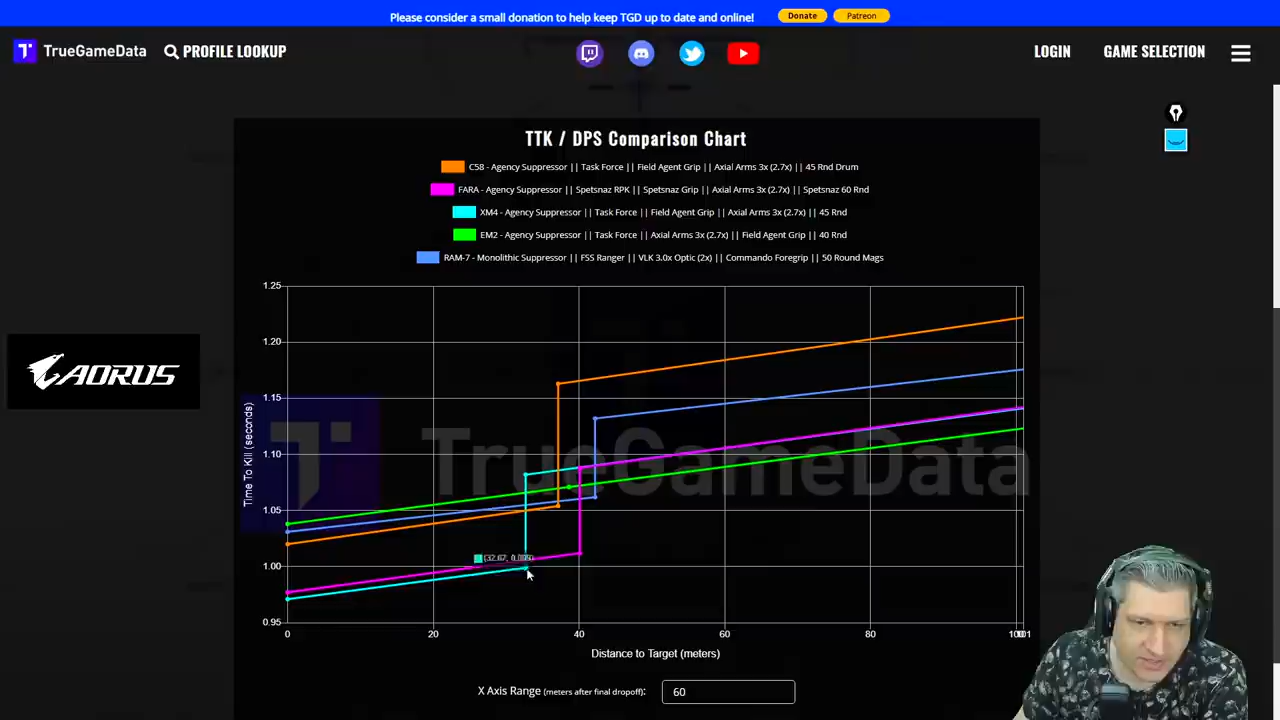 Please consider a small donation to help keep TGD up to date and online!
Donate
Patreon
TrueGameData
PROFILE LOOKUP
LOGIN
GAME SELECTION
TTK / DPS Comparison Chart
C58 - Agency Suppressor || Task Force || Field Agent Grip || Axial Arms 3x (2.7x) || 45 Rnd Drum
FARA - Agency Suppressor || Spetsnaz RPK || Spetsnaz Grip || Axial Arms 3x (2.7x) || Spetsnaz 60 Rnd
XM4 - Agency Suppressor || Task Force || Field Agent Grip || Axial Arms 3x (2.7x) || 45 Rnd
EM2 - Agency Suppressor || Task Force || Axial Arms 3x (2.7x) || Field Agent Grip || 40 Rnd
RAM-7 - Monolithic Suppressor || FSS Ranger || VLK 3.0x Optic (2x) || Commando Foregrip || 50 Round Mags
1.25
1.20
1.15
1.10
1.05
1.00
0.95
Time To Kill (seconds)
TrueGameData
AORUS
0
20
40
60
80
100
101
Distance to Target (meters)
X Axis Range (meters after final dropoff):
60